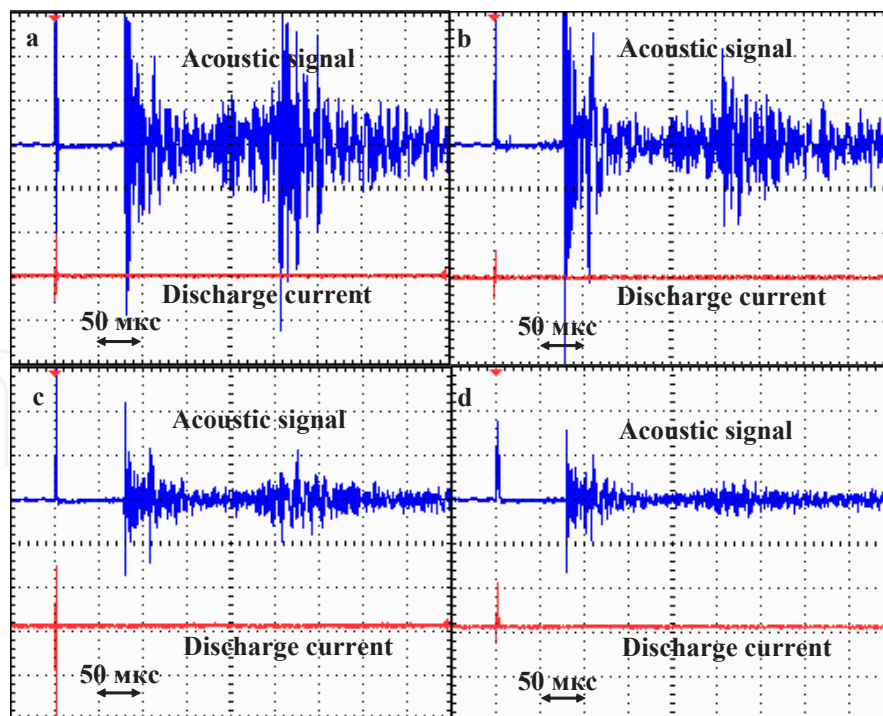 a
Acoustic signal
Discharge current
50 мкс
b
Acoustic signal
Discharge current
50 мкс
c
Acoustic signal
Discharge current
50 мкс
d
Acoustic signal
Discharge current
50 мкс